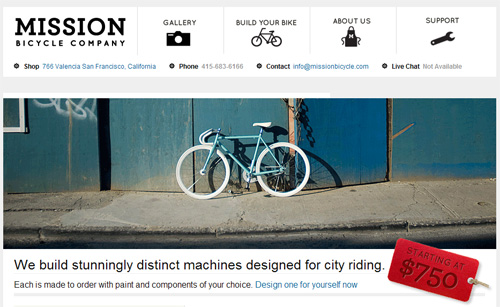 MISSION
BICYCLE COMPANY
GALLERY
BUILD YOUR BIKE
ABOUT US
SUPPORT
Shop 766 Valencia San Francisco, California
Phone 415-683-6166
Contact info@missionbicycle.com
Live Chat Not Available
STARTING AT
$750
We build stunningly distinct machines designed for city riding.
Each is made to order with paint and components of your choice. Design one for yourself now